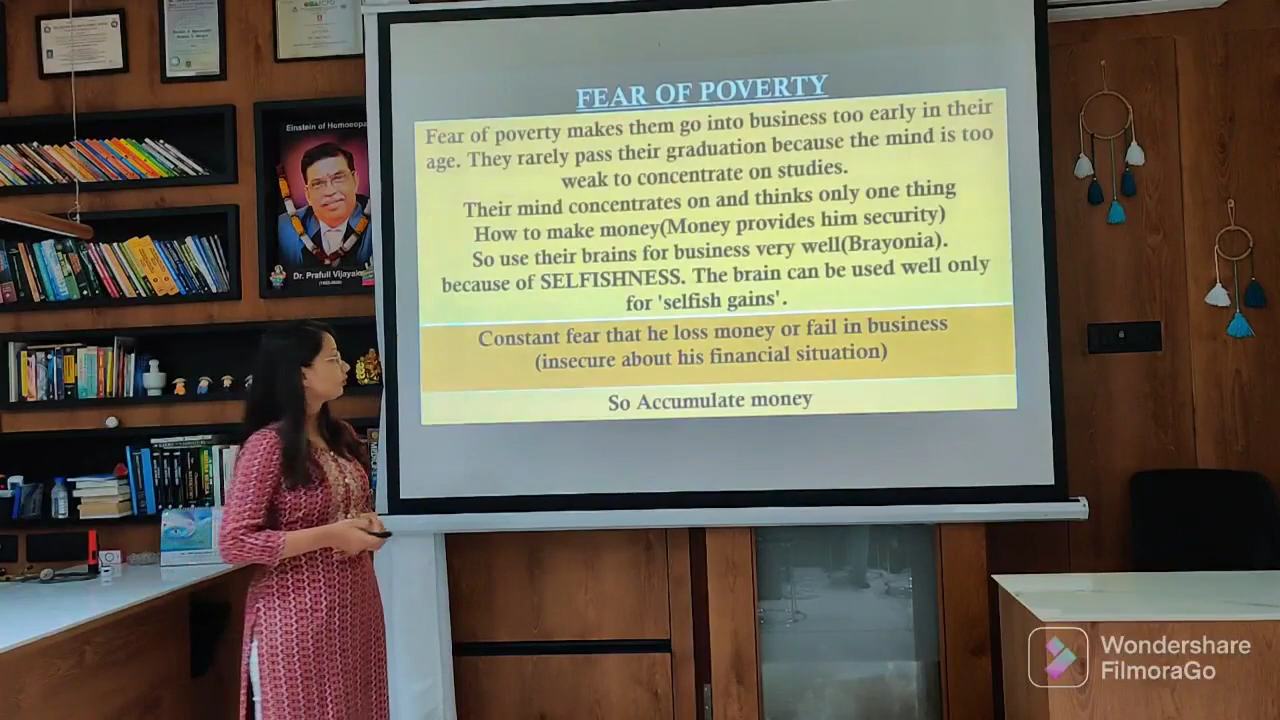 FEAR OF POVERTY
Fear of poverty makes them go into business too early in their
age. They rarely pass their graduation because the mind is too
weak to concentrate on studies.
Their mind concentrates on and thinks only one thing
How to make money(Money provides him security)
So use their brains for business very well(Brayonia).
because of SELFISHNESS. The brain can be used well only
for 'selfish gains'.
Constant fear that he loss money or fail in business
(insecure about his financial situation)
So Accumulate money
Einstein of Homoeopa
Dr. Prafull Vijayak
Wondershare
FilmoraGo